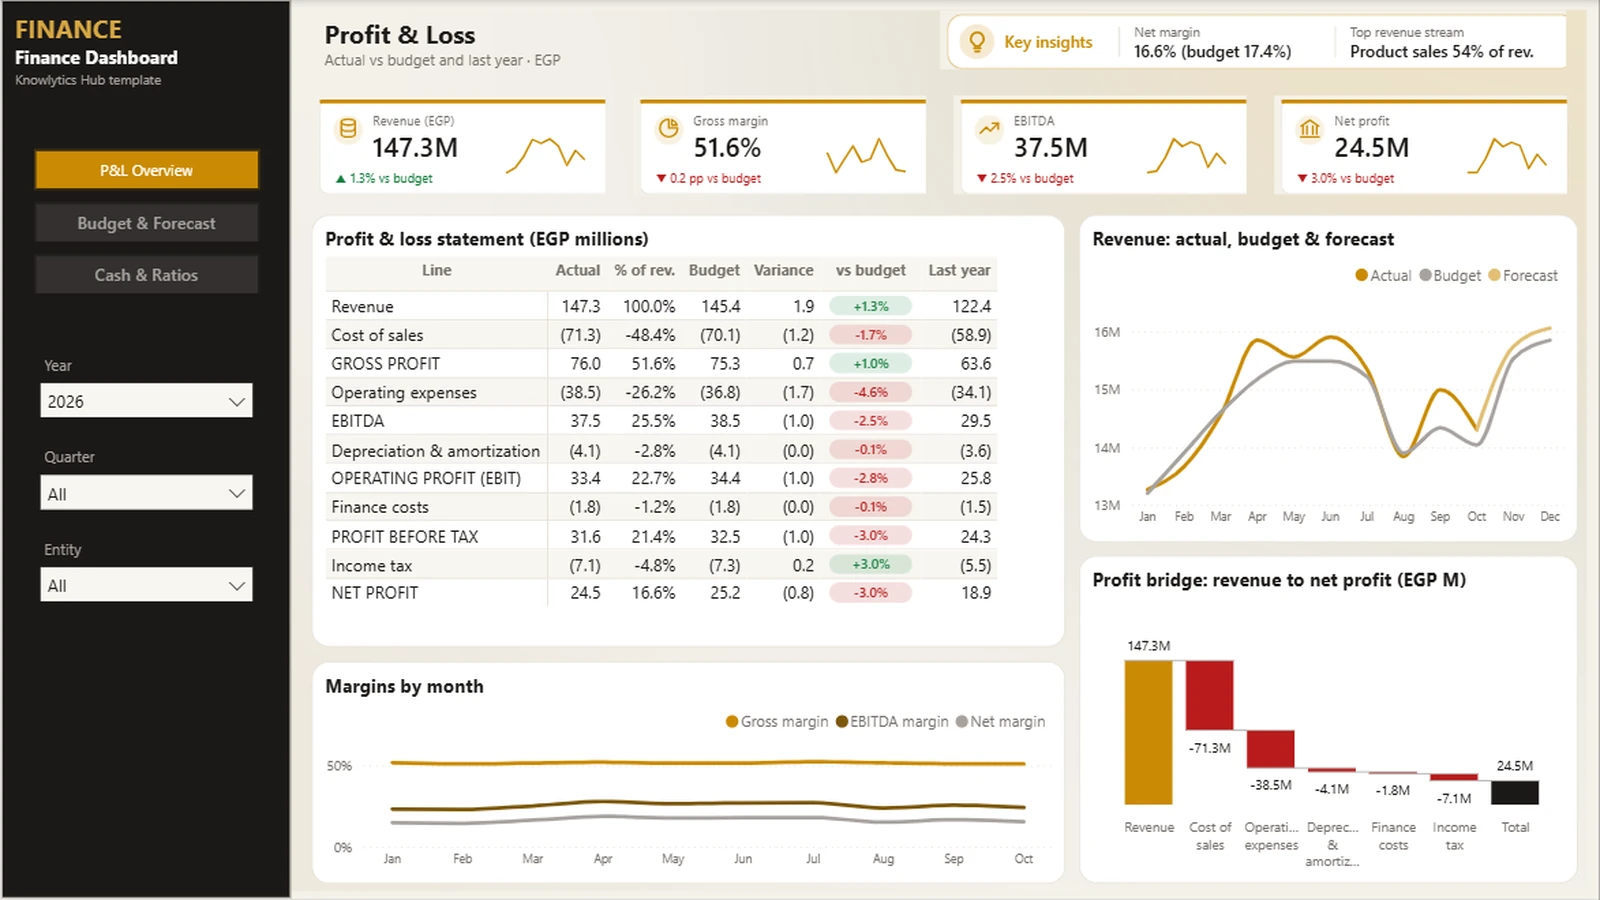 FINANCE
Finance Dashboard
Knowlytics Hub template
P&L Overview
Budget & Forecast
Cash & Ratios
Year
2026
Quarter
All
Entity
All
Profit & Loss
Actual vs budget and last year · EGP
Key insights
Net margin
16.6% (budget 17.4%)
Top revenue stream
Product sales 54% of rev.
Revenue (EGP)
147.3M
▲ 1.3% vs budget
Gross margin
51.6%
▼ 0.2 pp vs budget
EBITDA
37.5M
▼ 2.5% vs budget
Net profit
24.5M
▼ 3.0% vs budget
Profit & loss statement (EGP millions)
Line Actual % of rev. Budget Variance vs budget Last year
Revenue 147.3 100.0% 145.4 1.9 +1.3% 122.4
Cost of sales (71.3) -48.4% (70.1) (1.2) -1.7% (58.9)
GROSS PROFIT 76.0 51.6% 75.3 0.7 +1.0% 63.6
Operating expenses (38.5) -26.2% (36.8) (1.7) -4.6% (34.1)
EBITDA 37.5 25.5% 38.5 (1.0) -2.5% 29.5
Depreciation & amortization (4.1) -2.8% (4.1) (0.0) -0.1% (3.6)
OPERATING PROFIT (EBIT) 33.4 22.7% 34.4 (1.0) -2.8% 25.8
Finance costs (1.8) -1.2% (1.8) (0.0) -0.1% (1.5)
PROFIT BEFORE TAX 31.6 21.4% 32.5 (1.0) -3.0% 24.3
Income tax (7.1) -4.8% (7.3) 0.2 +3.0% (5.5)
NET PROFIT 24.5 16.6% 25.2 (0.8) -3.0% 18.9
Revenue: actual, budget & forecast
Actual Budget Forecast
16M
15M
14M
13M
Jan Feb Mar Apr May Jun Jul Aug Sep Oct Nov Dec
Margins by month
Gross margin EBITDA margin Net margin
50%
0%
Jan Feb Mar Apr May Jun Jul Aug Sep Oct
Profit bridge: revenue to net profit (EGP M)
147.3M
-71.3M
-38.5M
-4.1M
-1.8M
-7.1M
24.5M
Revenue Cost of Operati... Deprec... Finance Income Total
sales expenses & costs tax
amortiz...